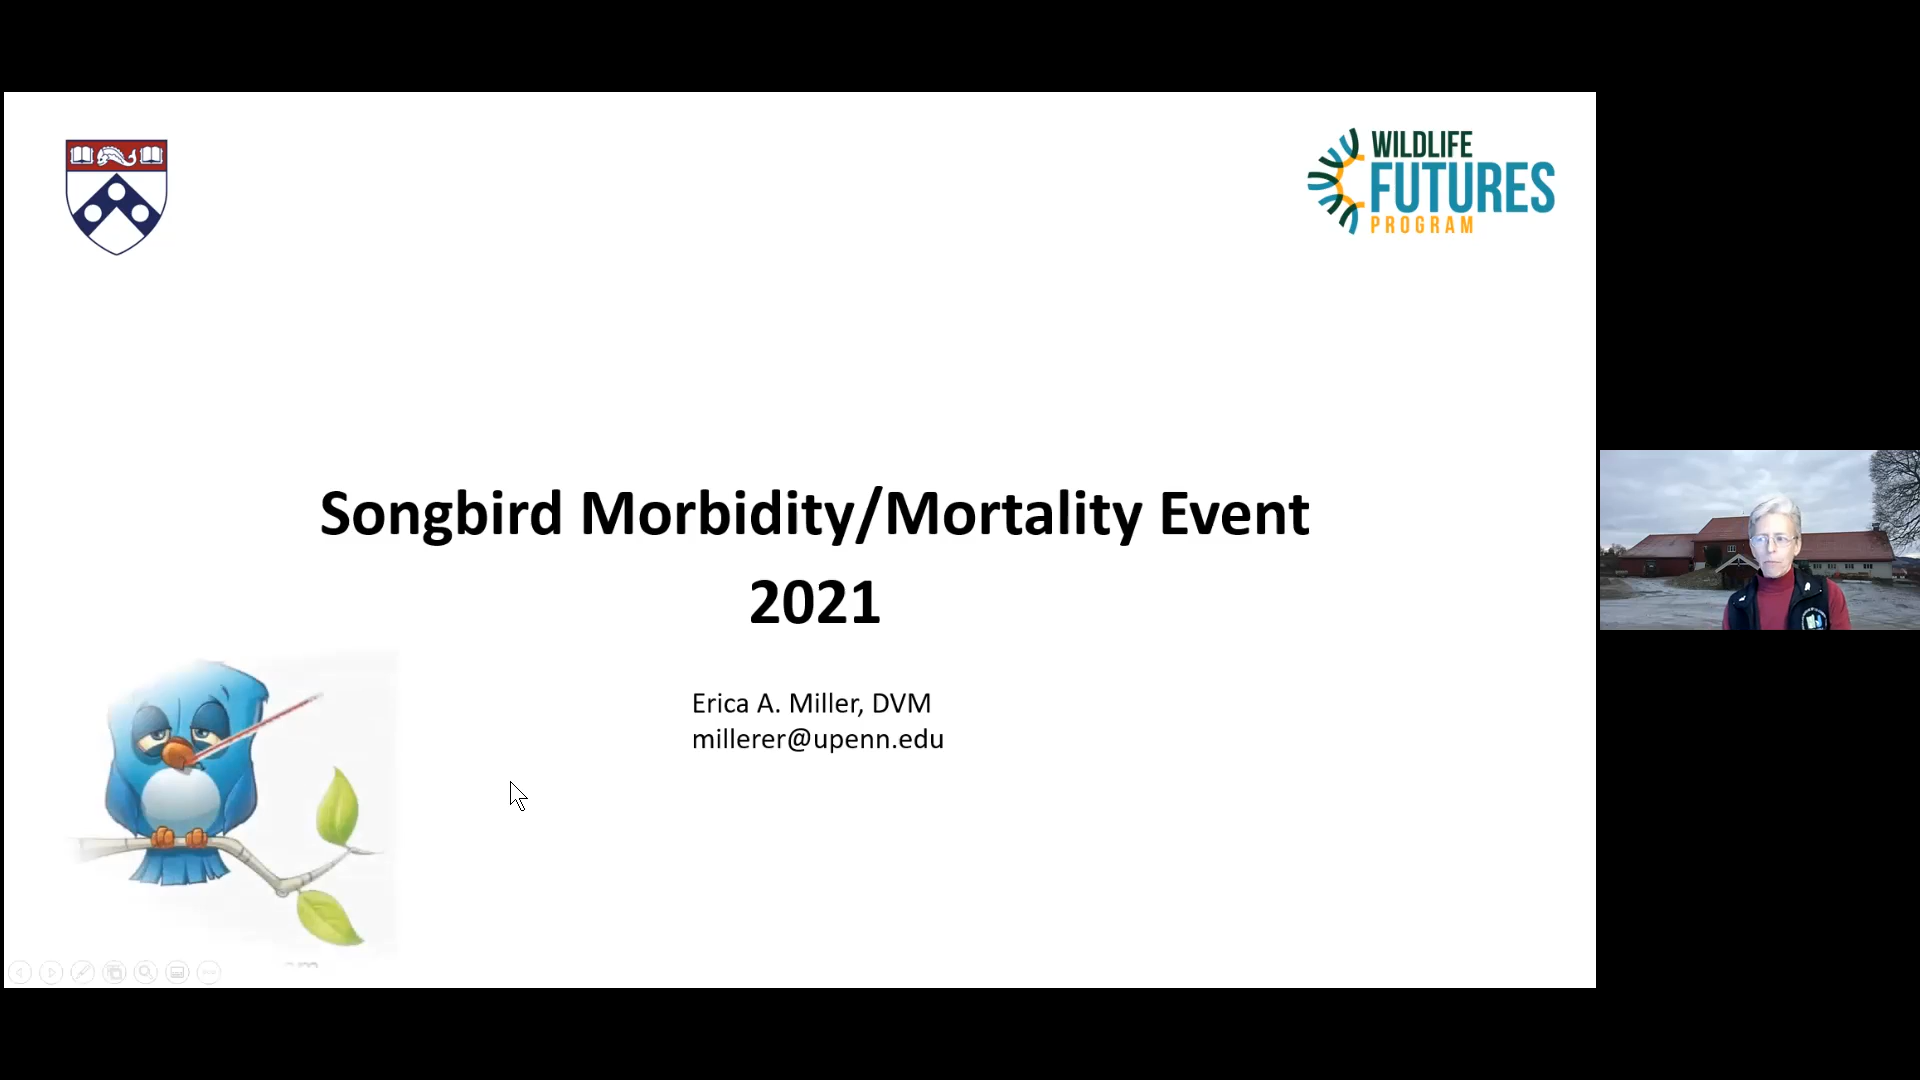 WILDLIFE
FUTURES
PROGRAM
Songbird Morbidity/Mortality Event
2021
Erica A. Miller, DVM
millerer@upenn.edu